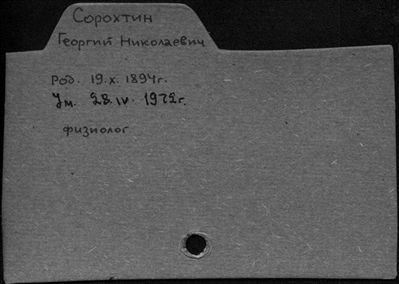 Сорохтин
Георгий Николаевич
Род. 19.X.1894г.
Ум. 28.IV.1972г.
физиолог